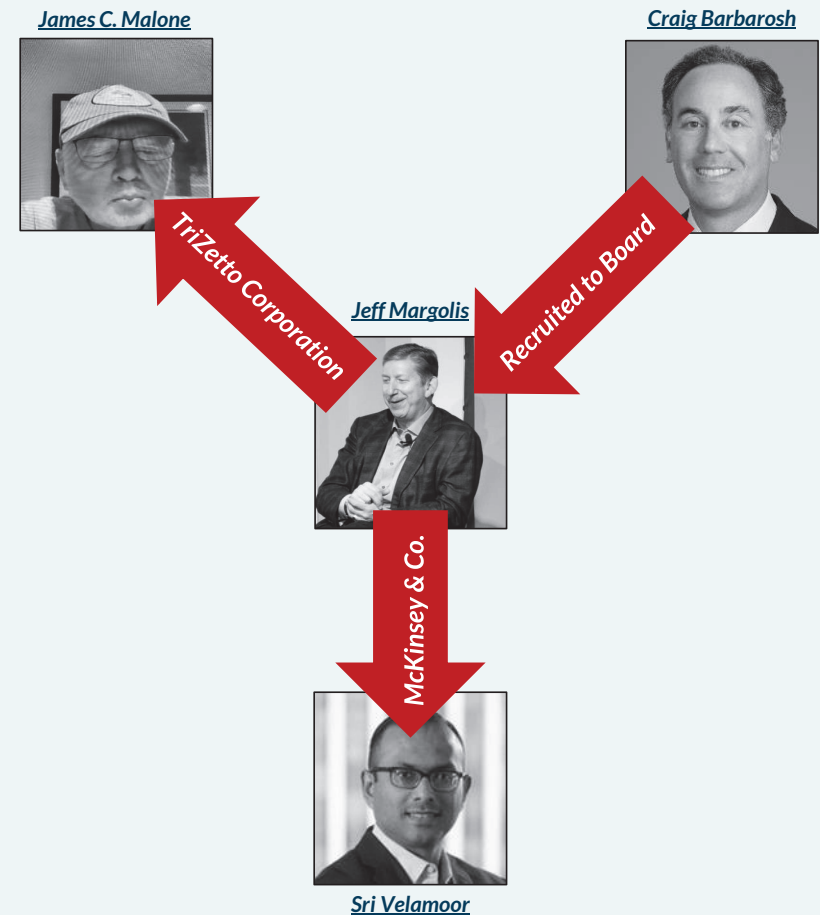 James C. Malone
Craig Barbarosh
TriZetto Corporation
Recruited to Board
Jeff Margolis
McKinsey & Co.
Sri Velamoor